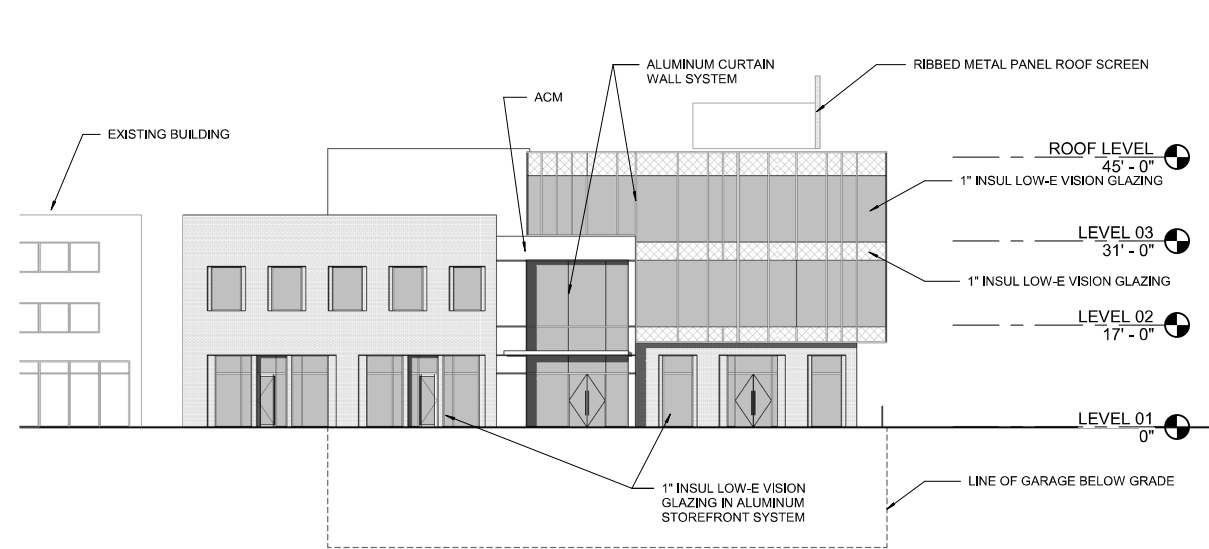 ALUMINUM CURTAIN
WALL SYSTEM
RIBBED METAL PANEL ROOF SCREEN
ACM
EXISTING BUILDING
ROOF LEVEL
45' - 0"
1" INSUL LOW-E VISION GLAZING
LEVEL 03
31' - 0"
1" INSUL LOW-E VISION GLAZING
LEVEL 02
17' - 0"
LEVEL 01
0"
LINE OF GARAGE BELOW GRADE
1" INSUL LOW-E VISION
GLAZING IN ALUMINUM
STOREFRONT SYSTEM